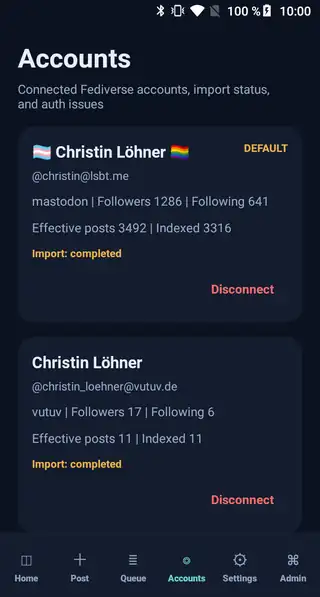 100 % 10:00
Accounts
Connected Fediverse accounts, import status,
and auth issues
🏳️‍⚧️ Christin Löhner 🏳️‍🌈 DEFAULT
@christin@lsbt.me
mastodon | Followers 1286 | Following 641
Effective posts 3492 | Indexed 3316
Import: completed
Disconnect
Christin Löhner
@christin_loehner@vutuv.de
vutuv | Followers 17 | Following 6
Effective posts 11 | Indexed 11
Import: completed
Disconnect
Home Post Queue Accounts Settings Admin